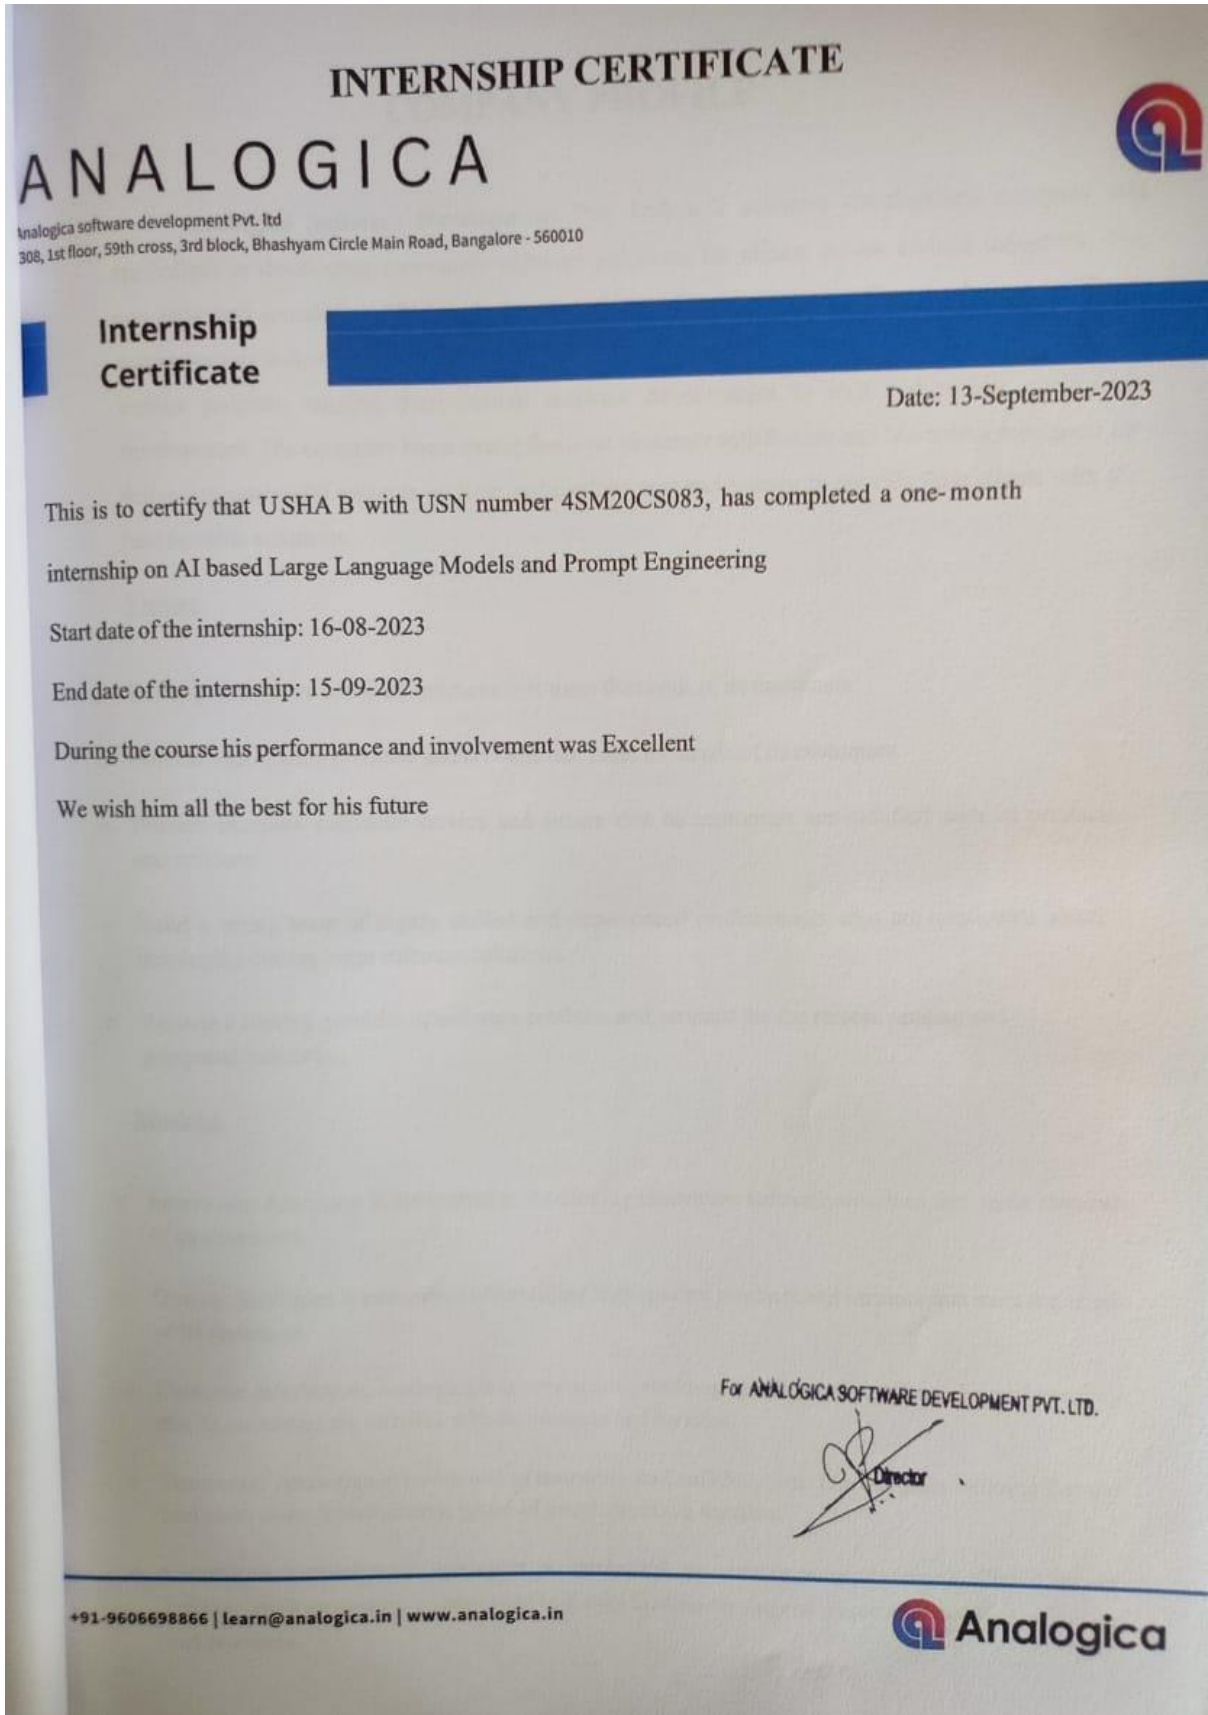 INTERNSHIP CERTIFICATE
ANALOGICA
Analogica software development Pvt. ltd
308, 1st floor, 59th cross, 3rd block, Bhashyam Circle Main Road, Bangalore - 560010
Internship
Certificate
Date: 13-September-2023
This is to certify that USHA B with USN number 4SM20CS083, has completed a one-month
internship on AI based Large Language Models and Prompt Engineering
Start date of the internship: 16-08-2023
End date of the internship: 15-09-2023
During the course his performance and involvement was Excellent
We wish him all the best for his future
For ANALOGICA SOFTWARE DEVELOPMENT PVT. LTD.
Director
+91-9606698866 | learn@analogica.in | www.analogica.in
Analogica